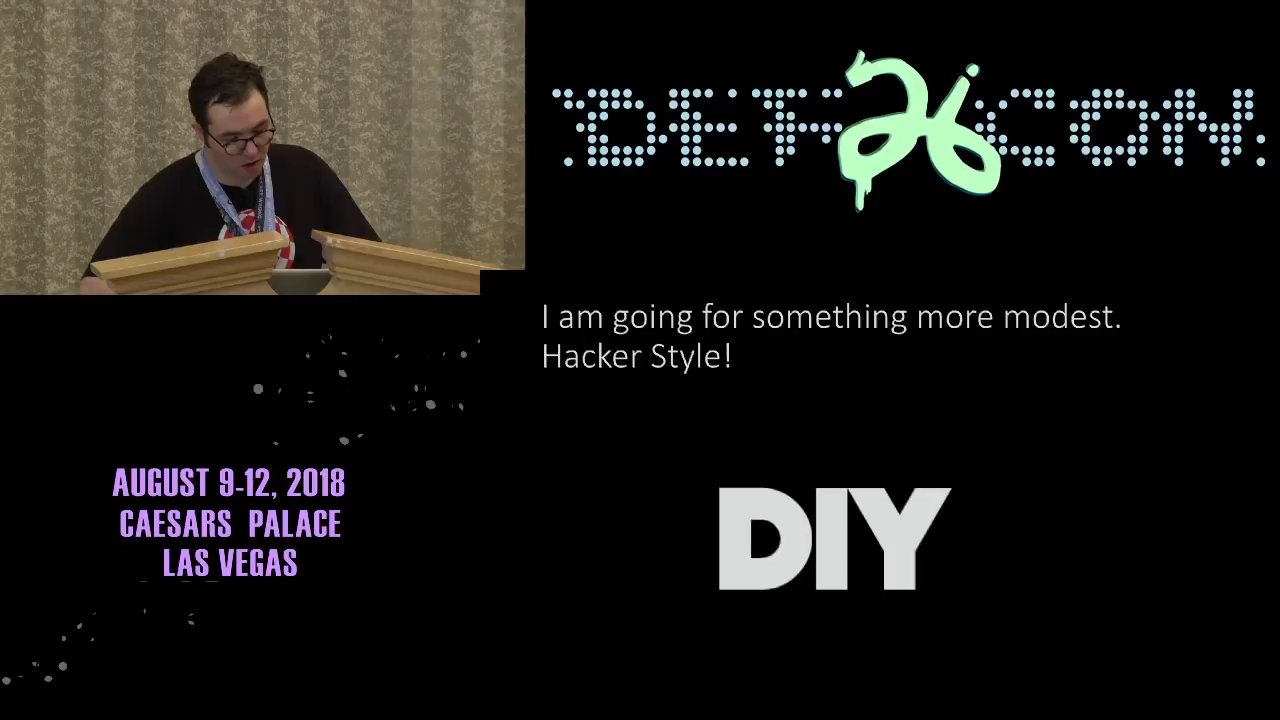 DEF 26 CON
I am going for something more modest.
Hacker Style!
DIY
AUGUST 9-12, 2018
CAESARS PALACE
LAS VEGAS